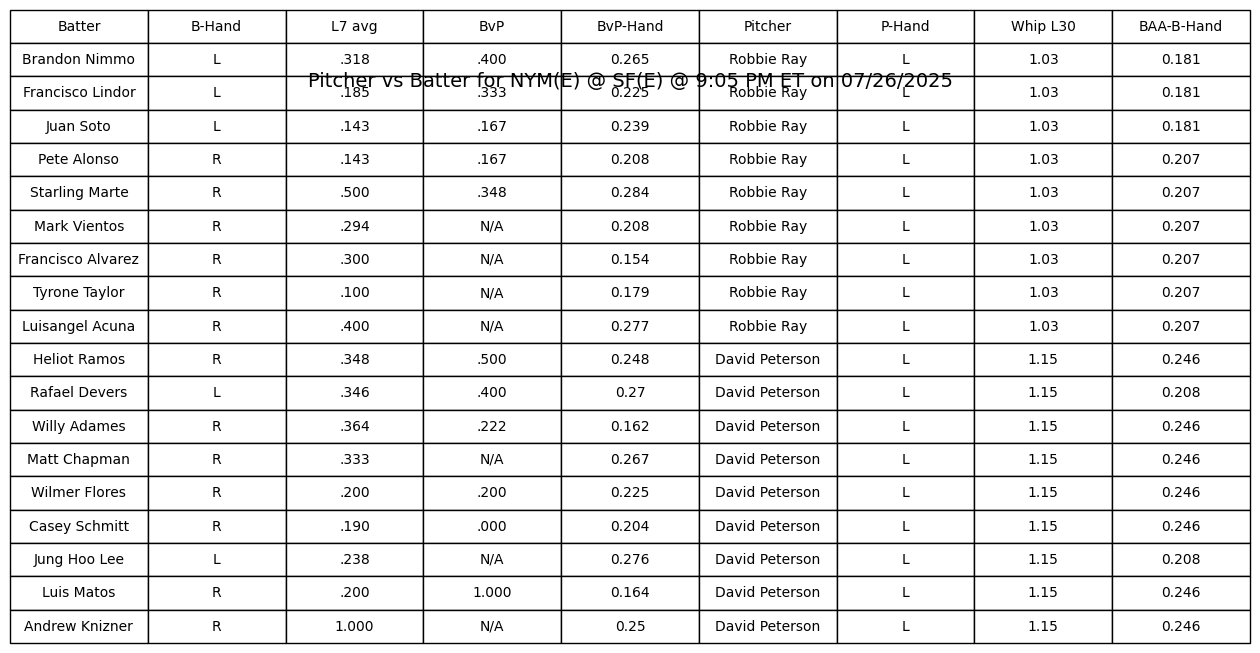 Batter B-Hand L7 avg BvP BvP-Hand Pitcher P-Hand Whip L30 BAA-B-Hand
Brandon Nimmo L .318 .400 0.265 Robbie Ray L 1.03 0.181
Pitcher vs Batter for NYM(E) @ SF(E) @ 9:05 PM ET on 07/26/2025
Francisco Lindor L .185 .333 0.225 Robbie Ray L 1.03 0.181
Juan Soto L .143 .167 0.239 Robbie Ray L 1.03 0.181
Pete Alonso R .143 .167 0.208 Robbie Ray L 1.03 0.207
Starling Marte R .500 .348 0.284 Robbie Ray L 1.03 0.207
Mark Vientos R .294 N/A 0.208 Robbie Ray L 1.03 0.207
Francisco Alvarez R .300 N/A 0.154 Robbie Ray L 1.03 0.207
Tyrone Taylor R .100 N/A 0.179 Robbie Ray L 1.03 0.207
Luisangel Acuna R .400 N/A 0.277 Robbie Ray L 1.03 0.207
Heliot Ramos R .348 .500 0.248 David Peterson L 1.15 0.246
Rafael Devers L .346 .400 0.27 David Peterson L 1.15 0.208
Willy Adames R .364 .222 0.162 David Peterson L 1.15 0.246
Matt Chapman R .333 N/A 0.267 David Peterson L 1.15 0.246
Wilmer Flores R .200 .200 0.225 David Peterson L 1.15 0.246
Casey Schmitt R .190 .000 0.204 David Peterson L 1.15 0.246
Jung Hoo Lee L .238 N/A 0.276 David Peterson L 1.15 0.208
Luis Matos R .200 1.000 0.164 David Peterson L 1.15 0.246
Andrew Knizner R 1.000 N/A 0.25 David Peterson L 1.15 0.246